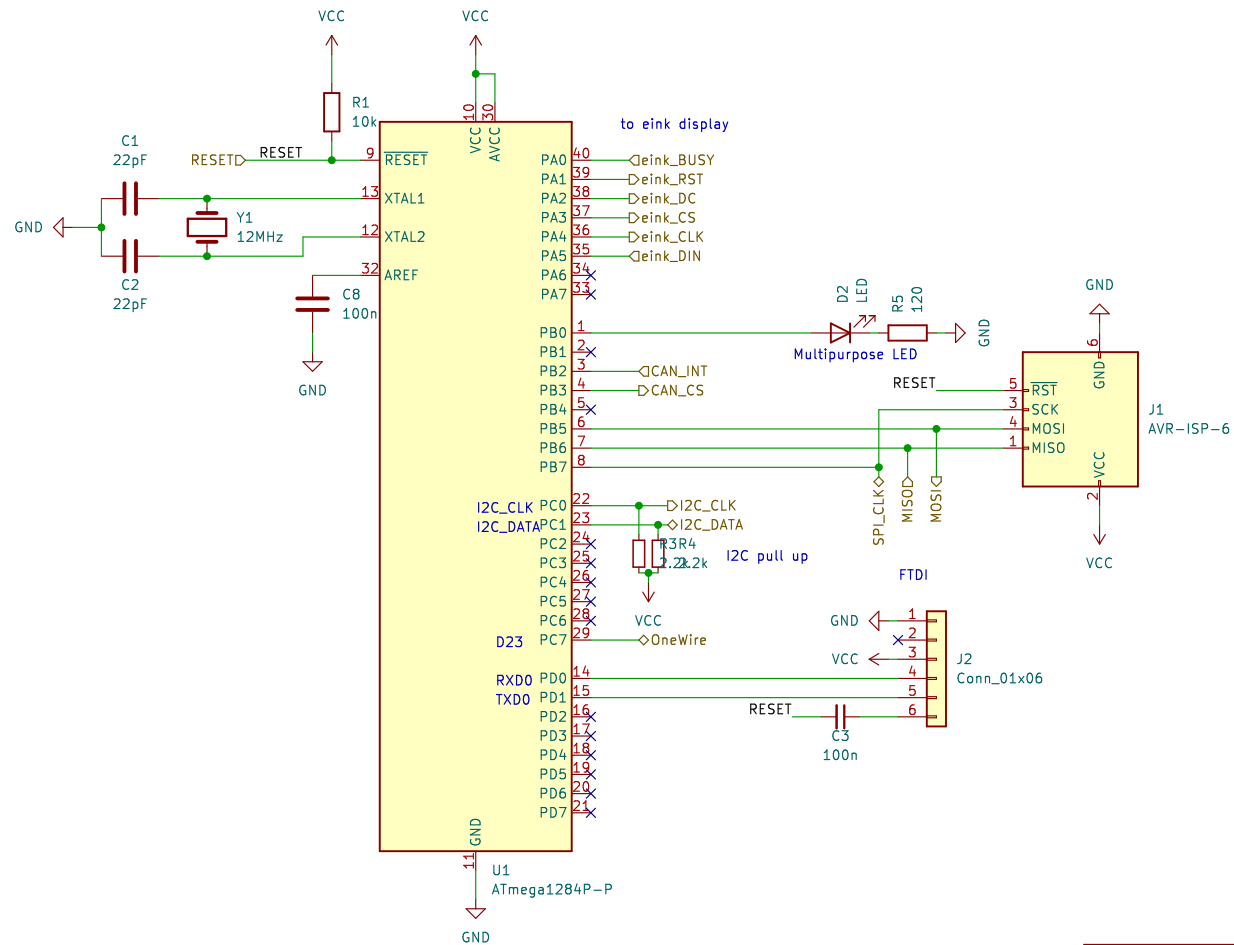 VCC
VCC
R1
10k
10
30
VCC
AVCC
to eink display
C1
22pF
RESET
RESET
9
RESET
PA0
40
eink_BUSY
PA1
39
eink_RST
13
XTAL1
PA2
38
eink_DC
GND
Y1
12MHz
PA3
37
eink_CS
12
XTAL2
PA4
36
eink_CLK
PA5
35
eink_DIN
C2
22pF
32
AREF
PA6
34
PA7
33
C8
100n
GND
D2
LED
R5
120
GND
PB0
1
Multipurpose LED
PB1
2
PB2
3
CAN_INT
PB3
4
CAN_CS
PB4
5
PB5
6
PB6
7
PB7
8
GND
6
GND
RESET
5
RST
3
SCK
4
MOSI
1
MISO
VCC
2
VCC
J1
AVR-ISP-6
SPI_CLK
MISO
MOSI
I2C_CLK
PC0
22
I2C_CLK
I2C_DATA
PC1
23
I2C_DATA
PC2
24
R3
R4
PC3
25
2.2k
2.2k
I2C pull up
PC4
26
PC5
27
PC6
28
VCC
D23
PC7
29
OneWire
FTDI
GND
1
2
VCC
3
J2
Conn_01x06
RXD0
PD0
14
4
TXD0
PD1
15
5
PD2
16
RESET
6
C3
100n
PD3
17
PD4
18
PD5
19
PD6
20
PD7
21
GND
11
U1
ATmega1284P-P
GND